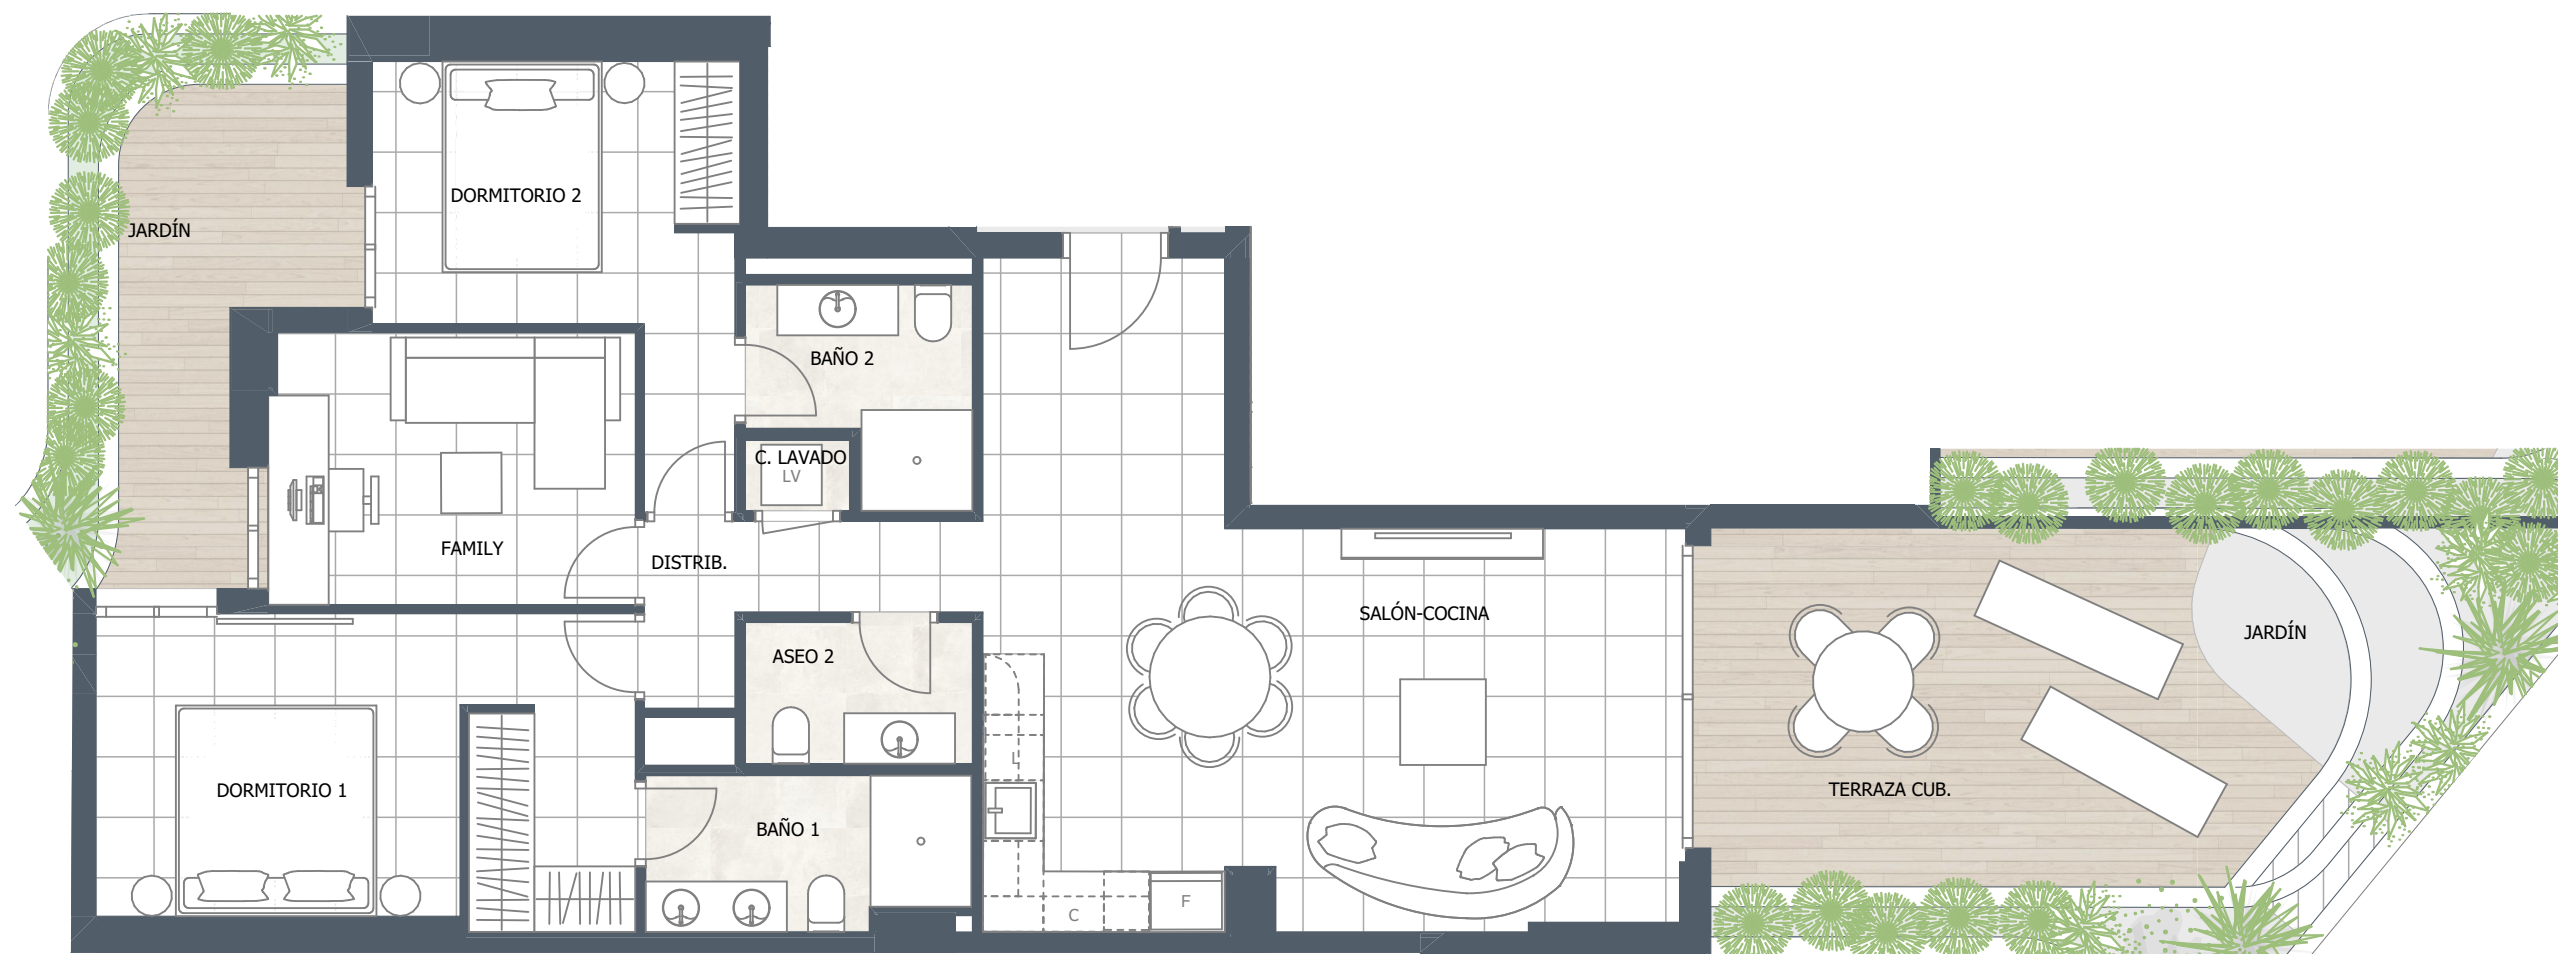 DORMITORIO 2
JARDÍN
BAÑO 2
C. LAVADO
LV
FAMILY
DISTRIB.
SALÓN-COCINA
JARDÍN
ASEO 2
L
DORMITORIO 1
TERRAZA CUB.
BAÑO 1
F
C